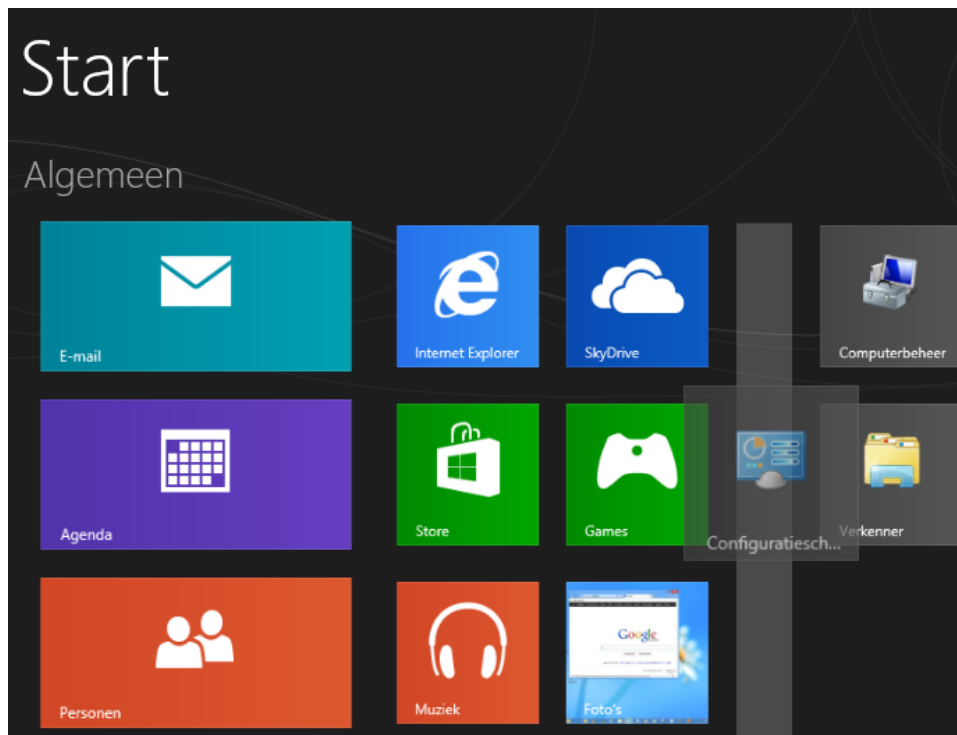 Start
Algemeen
E-mail
Internet Explorer
SkyDrive
Computerbeheer
Agenda
Store
Games
Configuratiesch...
Verkenner
Personen
Muziek
Google
Foto's